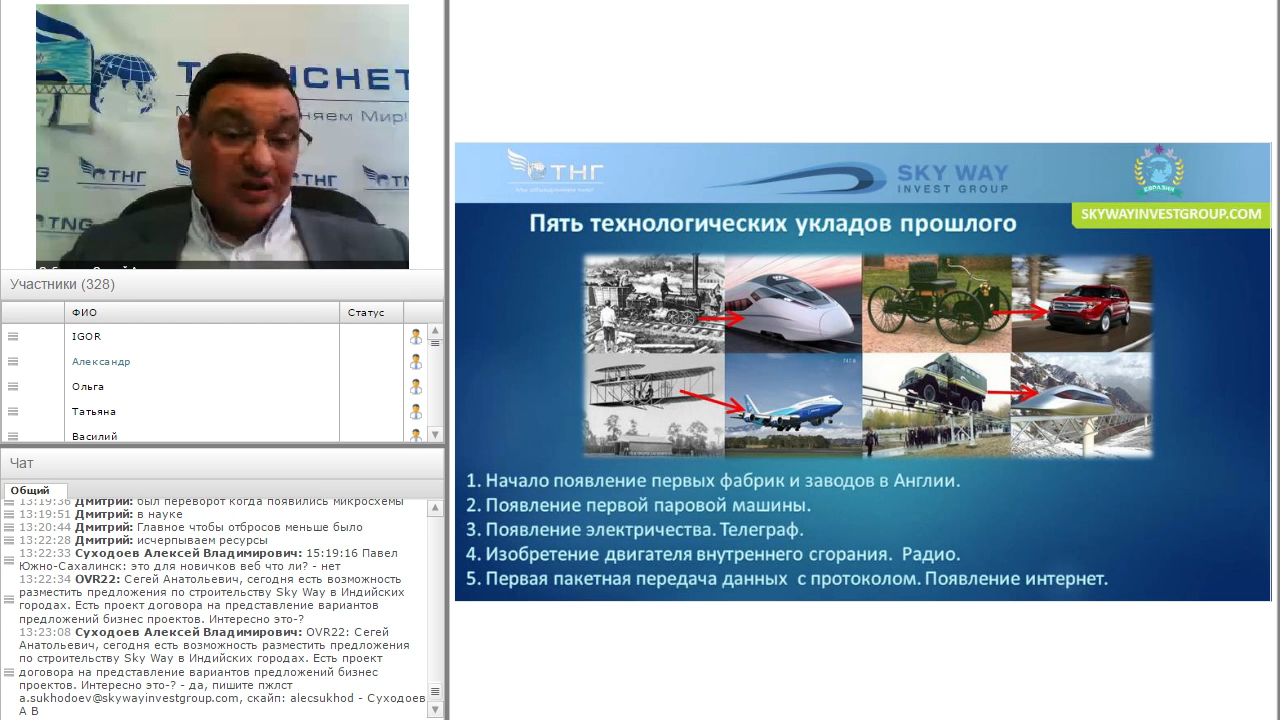 Меняем Мир!
TNG
TNG
Участники (328)
ФИО
Статус
IGOR
Александр
Ольга
Татьяна
Василий
Чат
Общий
13:19:36 Дмитрий: был переворот когда появились микросхемы
13:19:51 Дмитрий: в науке
13:20:44 Дмитрий: Главное чтобы отбросов меньше было
13:22:28 Дмитрий: исчерпываем ресурсы
13:22:33 Суходоев Алексей Владимирович: 15:19:16 Павел
Южно-Сахалинск: это для новичков веб что ли? - нет
13:22:34 OVR22: Сегей Анатольевич, сегодня есть возможность
разместить предложения по строительству Sky Way в Индийских
городах. Есть проект договора на представление вариантов
предложений бизнес проектов. Интересно это-?
13:23:08 Суходоев Алексей Владимирович: OVR22: Сегей
Анатольевич, сегодня есть возможность разместить предложения
по строительству Sky Way в Индийских городах. Есть проект
договора на представление вариантов предложений бизнес
проектов. Интересно это-? - да, пишите пжлст
a.sukhodoev@skywayinvestgroup.com, скайп: alecsukhod - Суходоев
А В
ТНГ
SKY WAY
INVEST GROUP
ЕВРАЗИЯ
SKYWAYINVESTGROUP.COM
Пять технологических укладов прошлого
1. Начало появление первых фабрик и заводов в Англии.
2. Появление первой паровой машины.
3. Появление электричества. Телеграф.
4. Изобретение двигателя внутреннего сгорания. Радио.
5. Первая пакетная передача данных с протоколом. Появление интернет.